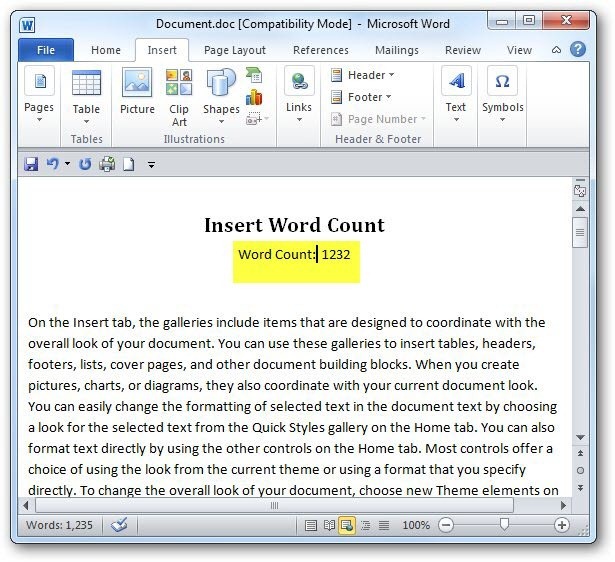 Document.doc [Compatibility Mode] - Microsoft Word
File Home Insert Page Layout References Mailings Review View
Pages Table Picture Clip Art Shapes Links Header Footer Page Number Text Symbols
Tables Illustrations Header & Footer
Insert Word Count
Word Count: 1232
On the Insert tab, the galleries include items that are designed to coordinate with the
overall look of your document. You can use these galleries to insert tables, headers,
footers, lists, cover pages, and other document building blocks. When you create
pictures, charts, or diagrams, they also coordinate with your current document look.
You can easily change the formatting of selected text in the document text by choosing
a look for the selected text from the Quick Styles gallery on the Home tab. You can also
format text directly by using the other controls on the Home tab. Most controls offer a
choice of using the look from the current theme or using a format that you specify
directly. To change the overall look of your document, choose new Theme elements on
Words: 1,235 100%